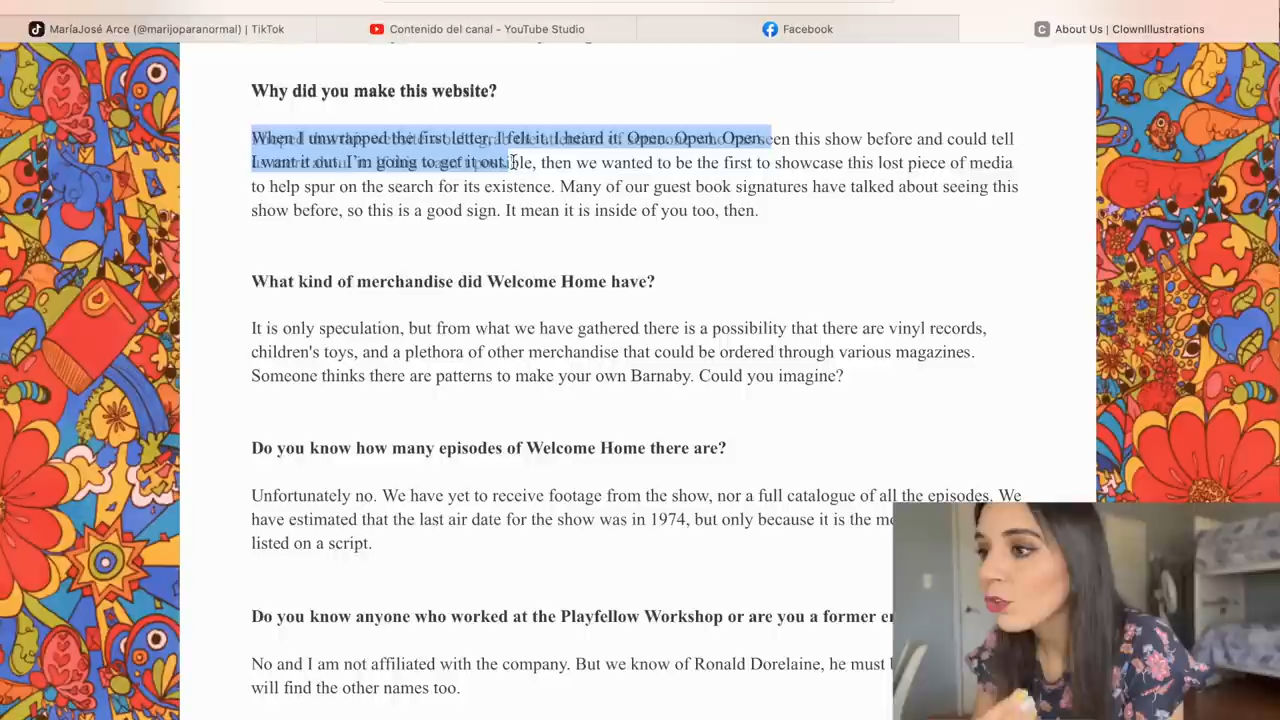 MaríaJosé Arce (@marijoparanormal) | TikTok
Contenido del canal - YouTube Studio
Facebook
C
About Us | ClownIllustrations
Why did you make this website?
When I unwrapped the first letter, I felt it. I heard it. Open. Open. Open. seen this show before and could tell
I want it out. I'm going to get it out. then we wanted to be the first to showcase this lost piece of media
to help spur on the search for its existence. Many of our guest book signatures have talked about seeing this
show before, so this is a good sign. It mean it is inside of you too, then.
What kind of merchandise did Welcome Home have?
It is only speculation, but from what we have gathered there is a possibility that there are vinyl records,
children's toys, and a plethora of other merchandise that could be ordered through various magazines.
Someone thinks there are patterns to make your own Barnaby. Could you imagine?
Do you know how many episodes of Welcome Home there are?
Unfortunately no. We have yet to receive footage from the show, nor a full catalogue of all the episodes. We
have estimated that the last air date for the show was in 1974, but only because it is the
listed on a script.
Do you know anyone who worked at the Playfellow Workshop or are you a former
No and I am not affiliated with the company. But we know of Ronald Dorelaine, he must
will find the other names too.